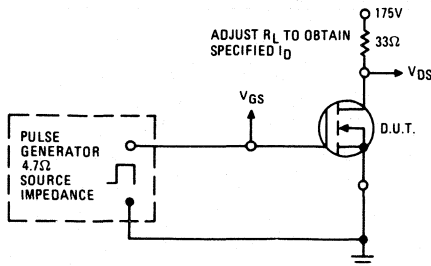 175V
ADJUST RL TO OBTAIN
SPECIFIED ID
33Ω
VDS
VGS
D.U.T.
PULSE
GENERATOR
4.7Ω
SOURCE
IMPEDANCE